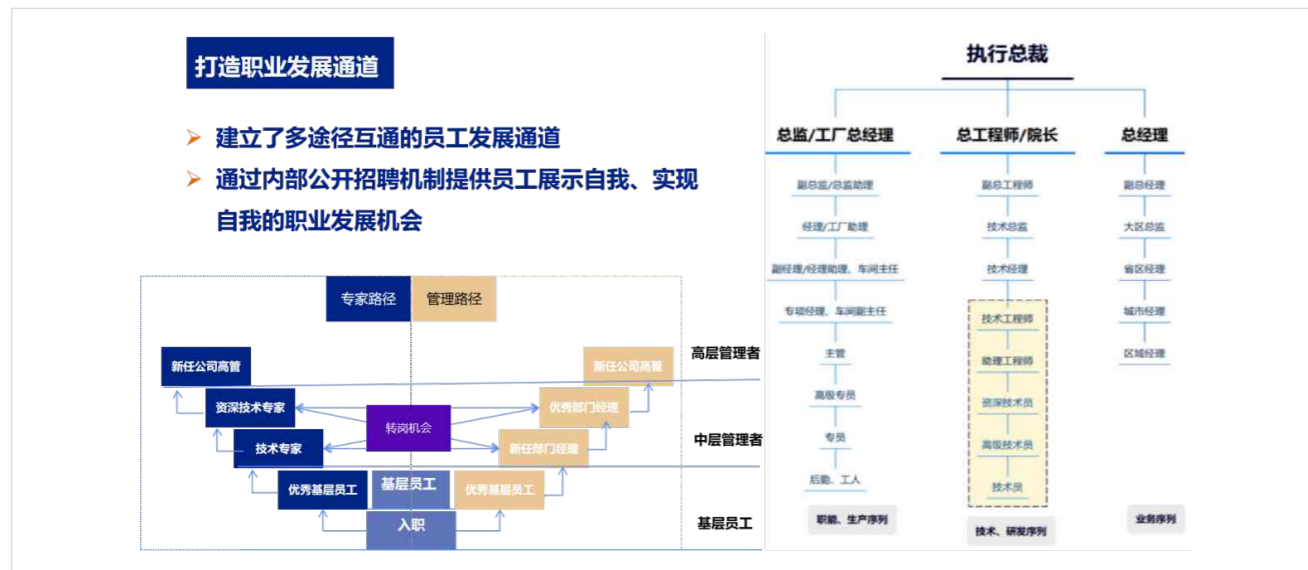 打造职业发展通道
建立了多途径互通的员工发展通道
通过内部公开招聘机制提供员工展示自我、实现
自我的职业发展机会
专家路径
管理路径
新任公司高管
新任公司高管
高层管理者
资深技术专家
转岗机会
优秀部门经理
技术专家
新任部门经理
中层管理者
优秀基层员工
基层员工
优秀基层员工
入职
基层员工
执行总裁
总监/工厂总经理
副总监/总监助理
经理/工厂助理
副经理/经理助理、车间主任
专项经理、车间副主任
主管
高级专员
专员
后勤、工人
职能、生产序列
总工程师/院长
副总工程师
技术总监
技术经理
技术工程师
助理工程师
资深技术员
高级技术员
技术员
技术、研发序列
总经理
副总经理
大区总监
省区经理
城市经理
区域经理
业务序列